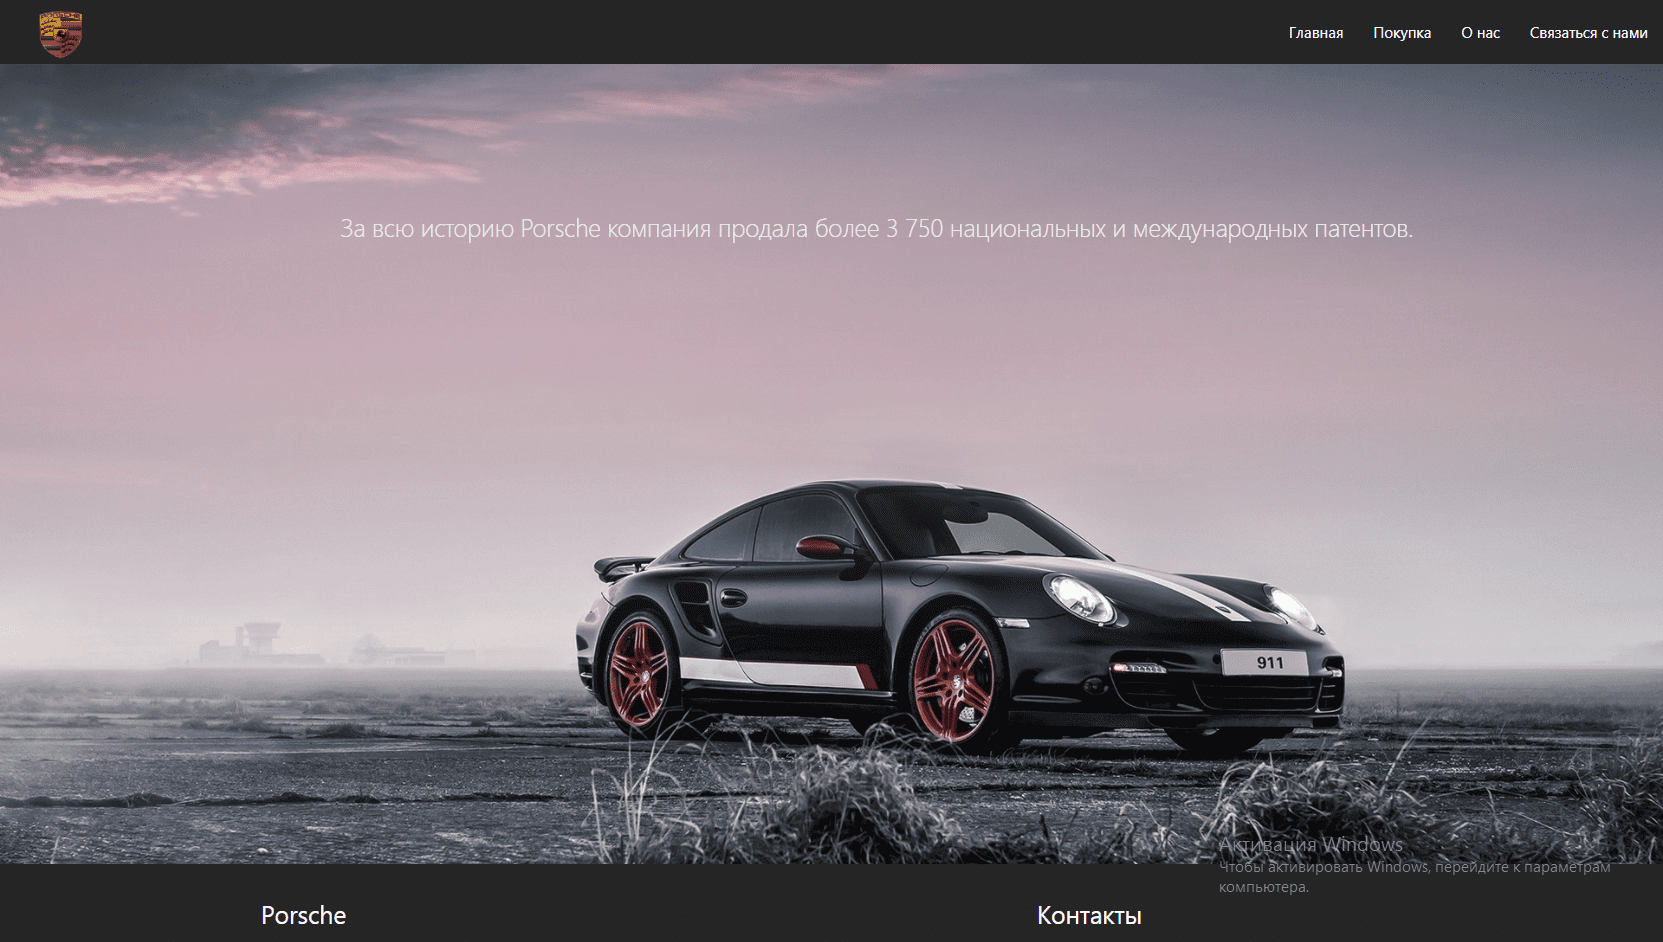 PORSCHE
Главная Покупка О нас Связаться с нами
За всю историю Porsche компания продала более 3 750 национальных и международных патентов.
911
Активация Windows
Чтобы активировать Windows, перейдите к параметрам
компьютера.
Porsche Контакты